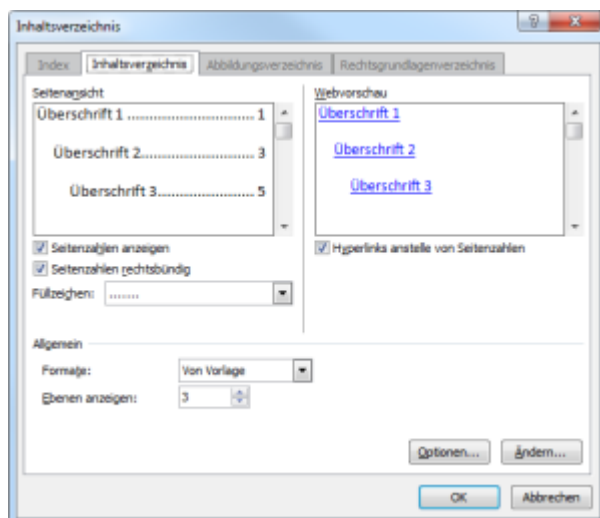 Inhaltsverzeichnis
Index Inhaltsverzeichnis Abbildungsverzeichnis Rechtsgrundlagenverzeichnis
Seitenansicht
Überschrift 1 ................................ 1
Überschrift 2............................. 3
Überschrift 3......................... 5
Webvorschau
Überschrift 1
Überschrift 2
Überschrift 3
Seitenzahlen anzeigen
Seitenzahlen rechtsbündig
Füllzeichen: .......
Hyperlinks anstelle von Seitenzahlen
Allgemein
Formate: Von Vorlage
Ebenen anzeigen: 3
Optionen... Ändern...
OK Abbrechen